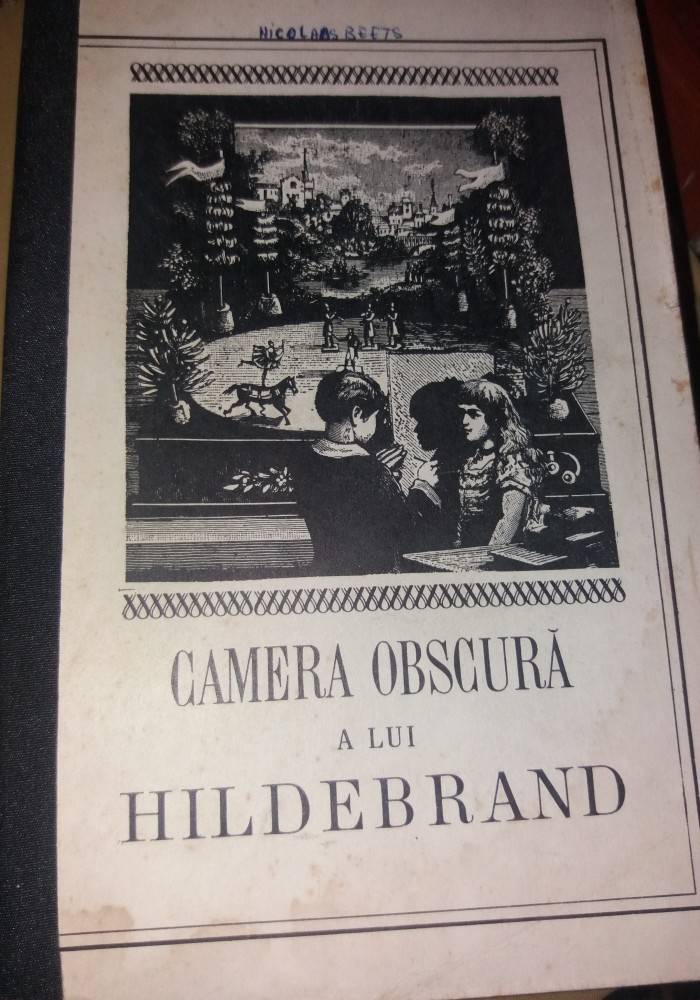 NICOLAAS BEETS
CAMERA OBSCURĂ
A LUI
HILDEBRAND